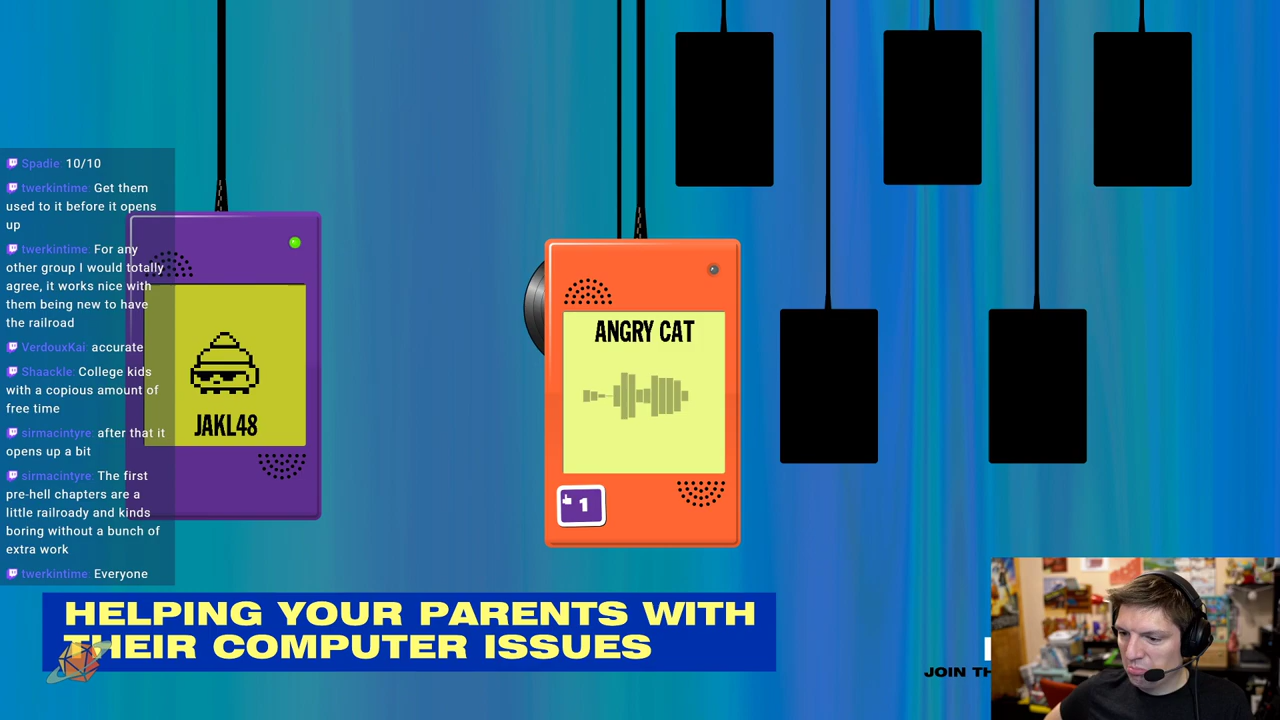 Spadie: 10/10
twerkintime: Get them
used to it before it opens
up
twerkintime: For any
other group I would totally
agree, it works nice with
them being new to have
the railroad
VerdouxKai: accurate
Shaackle: College kids
with a copious amount of
free time
sirmacintyre: after that it
opens up a bit
sirmacintyre: The first
pre-hell chapters are a
little railroady and kinds
boring without a bunch of
extra work
twerkintime: Everyone
JAKL48
ANGRY CAT
1
HELPING YOUR PARENTS WITH
THEIR COMPUTER ISSUES
JOIN